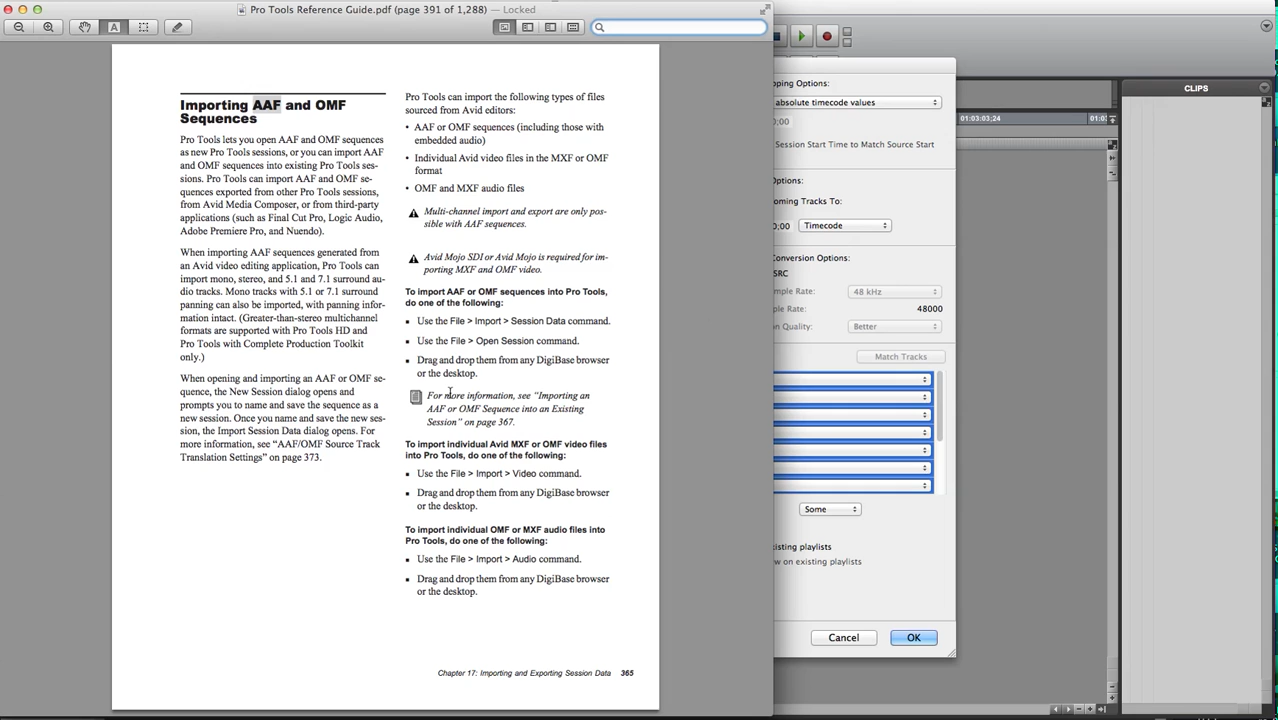 Pro Tools Reference Guide.pdf (page 391 of 1,288) — Locked
A
Importing AAF and OMF
Sequences
Pro Tools lets you open AAF and OMF sequences
as new Pro Tools sessions, or you can import AAF
and OMF sequences into existing Pro Tools ses-
sions. Pro Tools can import AAF and OMF se-
quences exported from other Pro Tools sessions,
from Avid Media Composer, or from third-party
applications (such as Final Cut Pro, Logic Audio,
Adobe Premiere Pro, and Nuendo).
When importing AAF sequences generated from
an Avid video editing application, Pro Tools can
import mono, stereo, and 5.1 and 7.1 surround au-
dio tracks. Mono tracks with 5.1 or 7.1 surround
panning can also be imported, with panning infor-
mation intact. (Greater-than-stereo multichannel
formats are supported with Pro Tools HD and
Pro Tools with Complete Production Toolkit
only.)
When opening and importing an AAF or OMF se-
quence, the New Session dialog opens and
prompts you to name and save the sequence as a
new session. Once you name and save the new ses-
sion, the Import Session Data dialog opens. For
more information, see “AAF/OMF Source Track
Translation Settings” on page 373.
Pro Tools can import the following types of files
sourced from Avid editors:
• AAF or OMF sequences (including those with
embedded audio)
• Individual Avid video files in the MXF or OMF
format
• OMF and MXF audio files
Multi-channel import and export are only pos-
sible with AAF sequences.
Avid Mojo SDI or Avid Mojo is required for im-
porting MXF and OMF video.
To import AAF or OMF sequences into Pro Tools,
do one of the following:
▪ Use the File > Import > Session Data command.
▪ Use the File > Open Session command.
▪ Drag and drop them from any DigiBase browser
or the desktop.
For more information, see “Importing an
AAF or OMF Sequence into an Existing
Session” on page 367.
To import individual Avid MXF or OMF video files
into Pro Tools, do one of the following:
▪ Use the File > Import > Video command.
▪ Drag and drop them from any DigiBase browser
or the desktop.
To import individual OMF or MXF audio files into
Pro Tools, do one of the following:
▪ Use the File > Import > Audio command.
▪ Drag and drop them from any DigiBase browser
or the desktop.
Chapter 17: Importing and Exporting Session Data 365
pping Options:
absolute timecode values
00
Session Start Time to Match Source Start
Options:
oming Tracks To:
0;00 Timecode
Conversion Options:
SRC
mple Rate: 48 kHz
le Rate: 48000
on Quality: Better
Match Tracks
Some
xisting playlists
w on existing playlists
Cancel OK
01:03:03;24
CLIPS